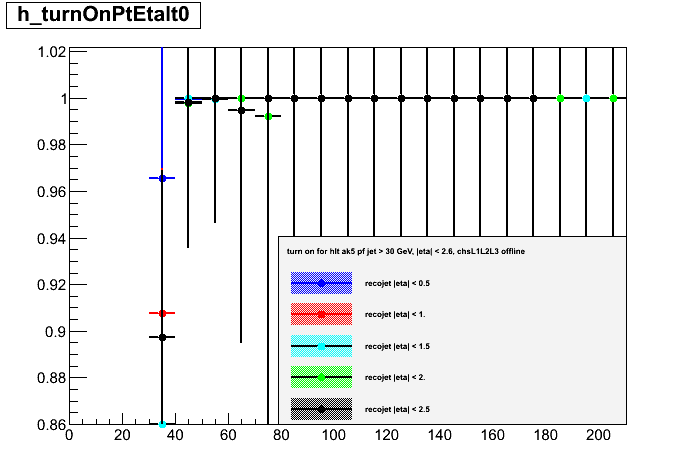 h_turnOnPtEtalt0
1.02
1
0.98
0.96
0.94
0.92
0.9
0.88
0.86
turn on for hlt ak5 pf jet > 30 GeV, |eta| < 2.6, chsL1L2L3 offline
recojet |eta| < 0.5
recojet |eta| < 1.
recojet |eta| < 1.5
recojet |eta| < 2.
recojet |eta| < 2.5
0 20 40 60 80 100 120 140 160 180 200